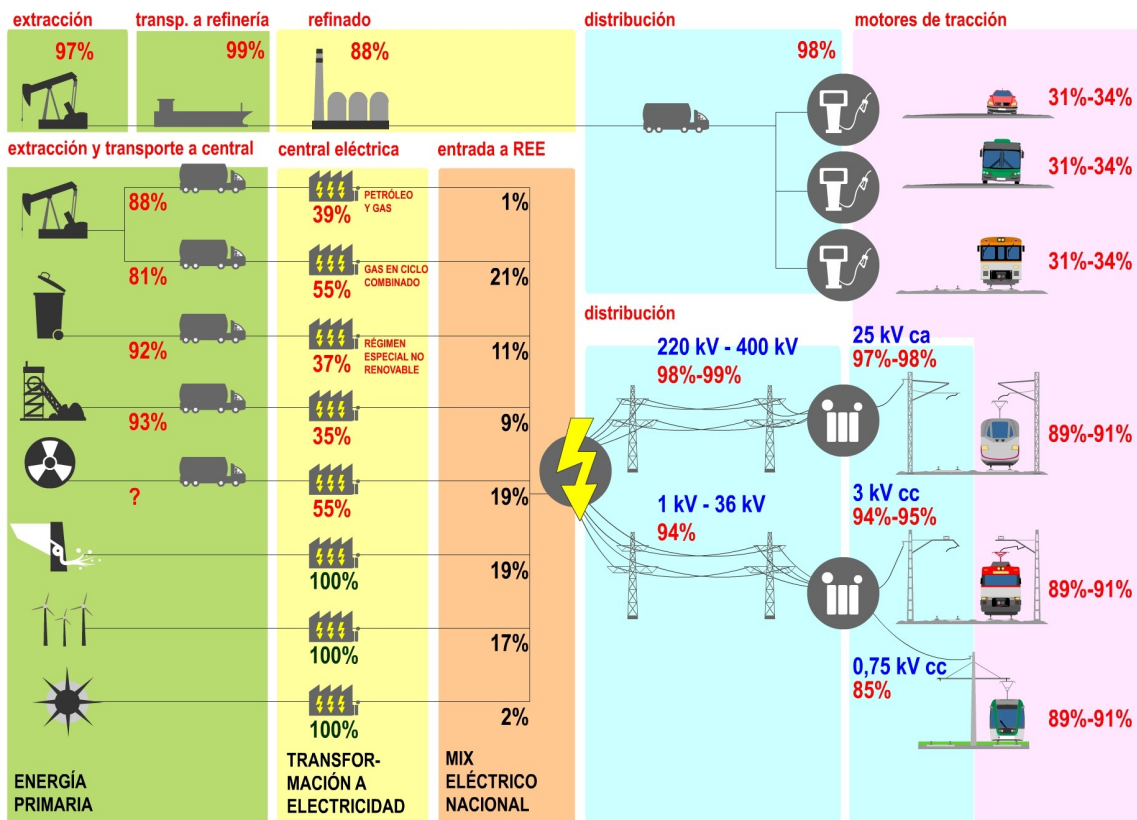 extracción
transp. a refinería
refinado
distribución
motores de tracción
97%
99%
88%
98%
31%-34%
31%-34%
31%-34%
extracción y transporte a central
central eléctrica
entrada a REE
88%
39%
PETRÓLEO
Y GAS
1%
81%
55%
GAS EN CICLO
COMBINADO
21%
92%
37%
RÉGIMEN
ESPECIAL NO
RENOVABLE
11%
93%
35%
9%
?
55%
19%
100%
19%
100%
17%
100%
2%
distribución
220 kV - 400 kV
98%-99%
25 kV ca
97%-98%
89%-91%
1 kV - 36 kV
94%
3 kV cc
94%-95%
89%-91%
0,75 kV cc
85%
89%-91%
ENERGÍA
PRIMARIA
TRANSFOR-
MACIÓN A
ELECTRICIDAD
MIX
ELÉCTRICO
NACIONAL